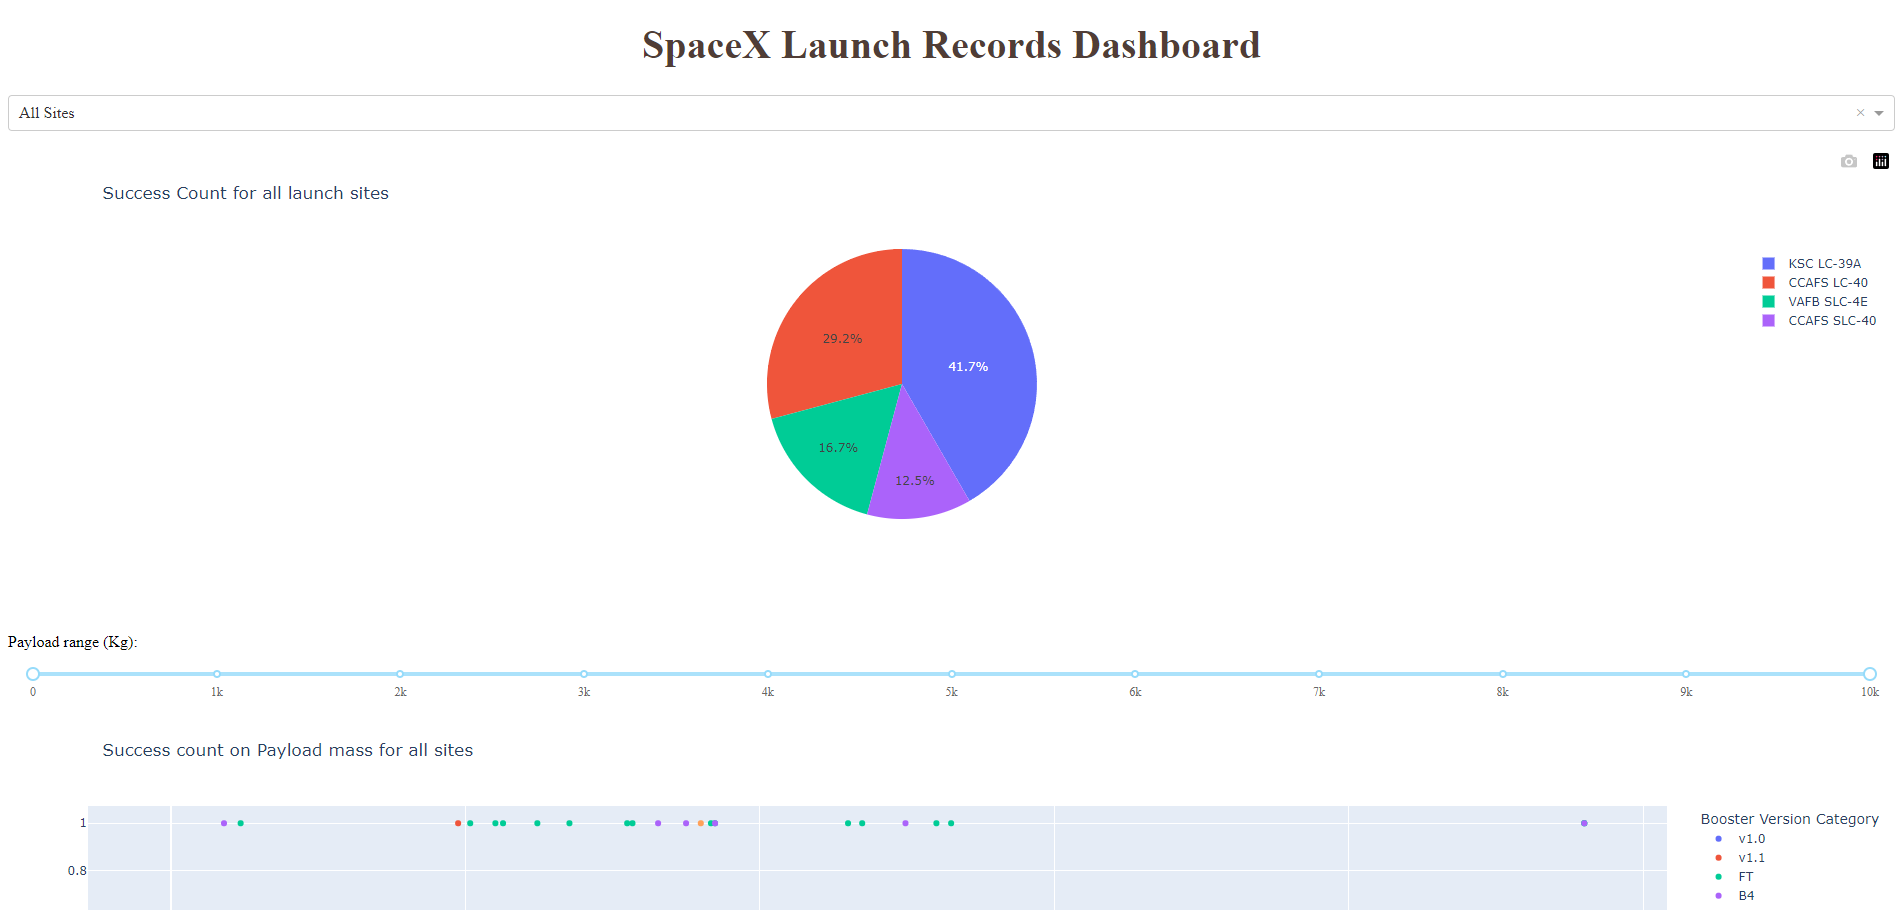 SpaceX Launch Records Dashboard
All Sites
Success Count for all launch sites
KSC LC-39A
CCAFS LC-40
VAFB SLC-4E
CCAFS SLC-40
29.2%
41.7%
16.7%
12.5%
Payload range (Kg):
0 1k 2k 3k 4k 5k 6k 7k 8k 9k 10k
Success count on Payload mass for all sites
1
0.8
Booster Version Category
v1.0
v1.1
FT
B4